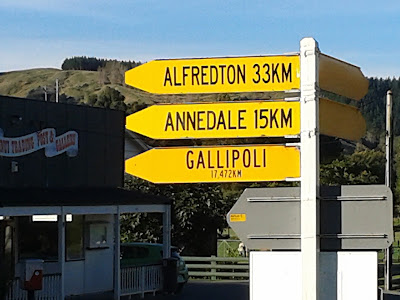 ALFREDTON 33KM
ANNEDALE 15KM
GALLIPOLI
17,472KM